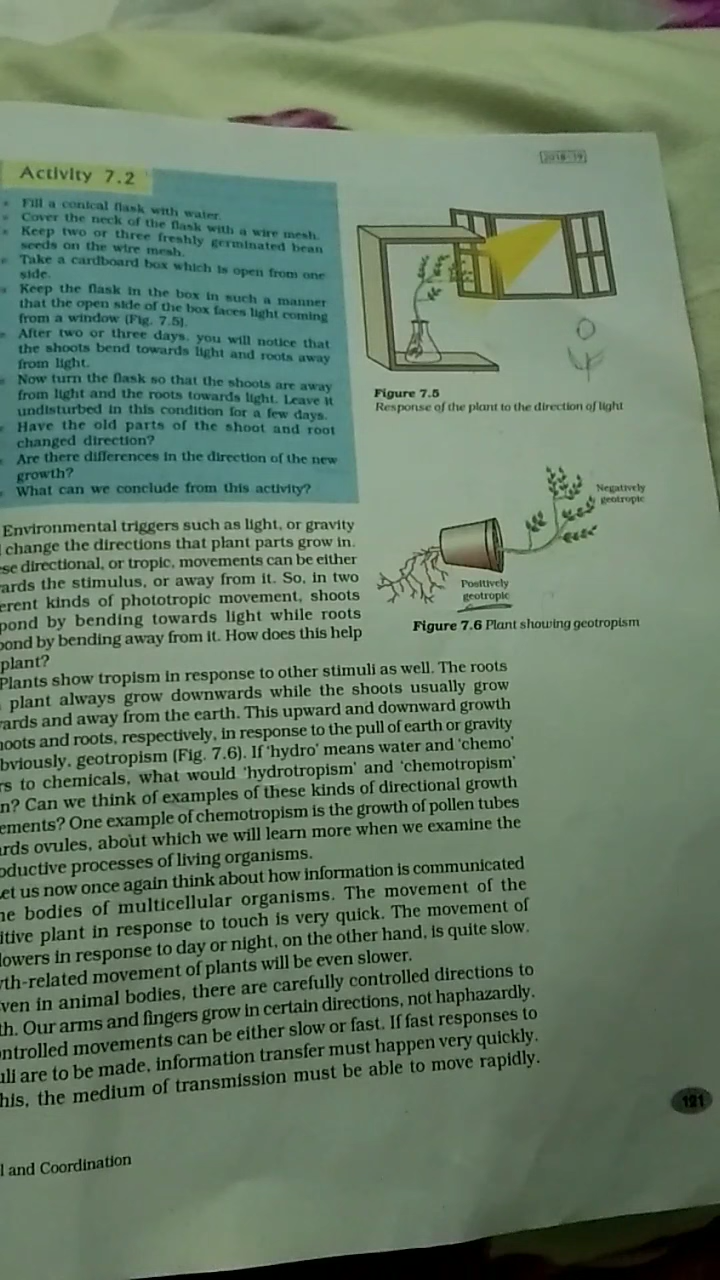 2018-19
Activity 7.2
Fill a conical flask with water.
Cover the neck of the flask with a wire mesh.
Keep two or three freshly germinated bean
seeds on the wire mesh.
Take a cardboard box which is open from one
side.
Keep the flask in the box in such a manner
that the open side of the box faces light coming
from a window (Fig. 7.5).
After two or three days, you will notice that
the shoots bend towards light and roots away
from light.
Now turn the flask so that the shoots are away
from light and the roots towards light. Leave it
undisturbed in this condition for a few days.
Have the old parts of the shoot and root
changed direction?
Are there differences in the direction of the new
growth?
What can we conclude from this activity?
Figure 7.5
Response of the plant to the direction of light
Negatively
geotropic
Positively
geotropic
Figure 7.6 Plant showing geotropism
Environmental triggers such as light, or gravity
l change the directions that plant parts grow in.
se directional, or tropic, movements can be either
ards the stimulus, or away from it. So, in two
erent kinds of phototropic movement, shoots
pond by bending towards light while roots
pond by bending away from it. How does this help
plant?
Plants show tropism in response to other stimuli as well. The roots
plant always grow downwards while the shoots usually grow
ards and away from the earth. This upward and downward growth
hoots and roots, respectively, in response to the pull of earth or gravity
bviously, geotropism (Fig. 7.6). If 'hydro' means water and 'chemo'
rs to chemicals, what would 'hydrotropism' and 'chemotropism'
n? Can we think of examples of these kinds of directional growth
ements? One example of chemotropism is the growth of pollen tubes
ards ovules, about which we will learn more when we examine the
oductive processes of living organisms.
Let us now once again think about how information is communicated
he bodies of multicellular organisms. The movement of the
itive plant in response to touch is very quick. The movement of
lowers in response to day or night, on the other hand, is quite slow.
th-related movement of plants will be even slower.
ven in animal bodies, there are carefully controlled directions to
th. Our arms and fingers grow in certain directions, not haphazardly.
ntrolled movements can be either slow or fast. If fast responses to
uli are to be made, information transfer must happen very quickly.
his, the medium of transmission must be able to move rapidly.
l and Coordination
121